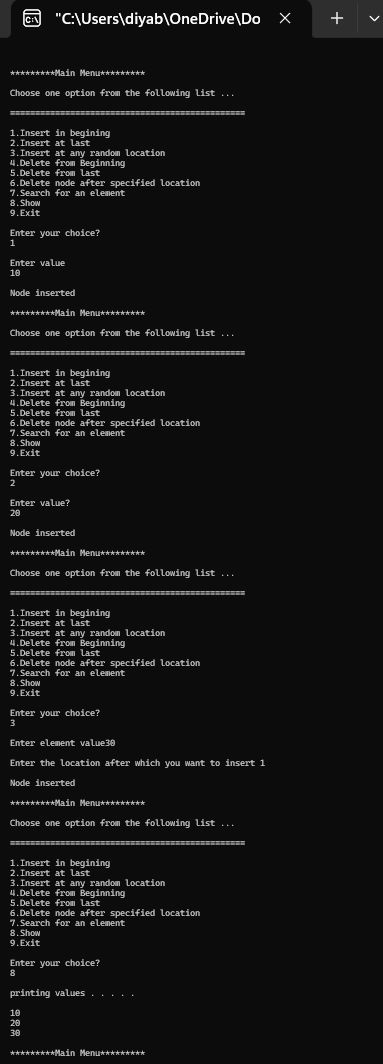 "C:\Users\diyab\OneDrive\Do
*********Main Menu*********
Choose one option from the following list ...
===============================================
1.Insert in begining
2.Insert at last
3.Insert at any random location
4.Delete from Beginning
5.Delete from last
6.Delete node after specified location
7.Search for an element
8.Show
9.Exit
Enter your choice?
1
Enter value
10
Node inserted
*********Main Menu*********
Choose one option from the following list ...
===============================================
1.Insert in begining
2.Insert at last
3.Insert at any random location
4.Delete from Beginning
5.Delete from last
6.Delete node after specified location
7.Search for an element
8.Show
9.Exit
Enter your choice?
2
Enter value?
20
Node inserted
*********Main Menu*********
Choose one option from the following list ...
===============================================
1.Insert in begining
2.Insert at last
3.Insert at any random location
4.Delete from Beginning
5.Delete from last
6.Delete node after specified location
7.Search for an element
8.Show
9.Exit
Enter your choice?
3
Enter element value30
Enter the location after which you want to insert 1
Node inserted
*********Main Menu*********
Choose one option from the following list ...
===============================================
1.Insert in begining
2.Insert at last
3.Insert at any random location
4.Delete from Beginning
5.Delete from last
6.Delete node after specified location
7.Search for an element
8.Show
9.Exit
Enter your choice?
8
printing values . . . . .
10
20
30
*********Main Menu*********